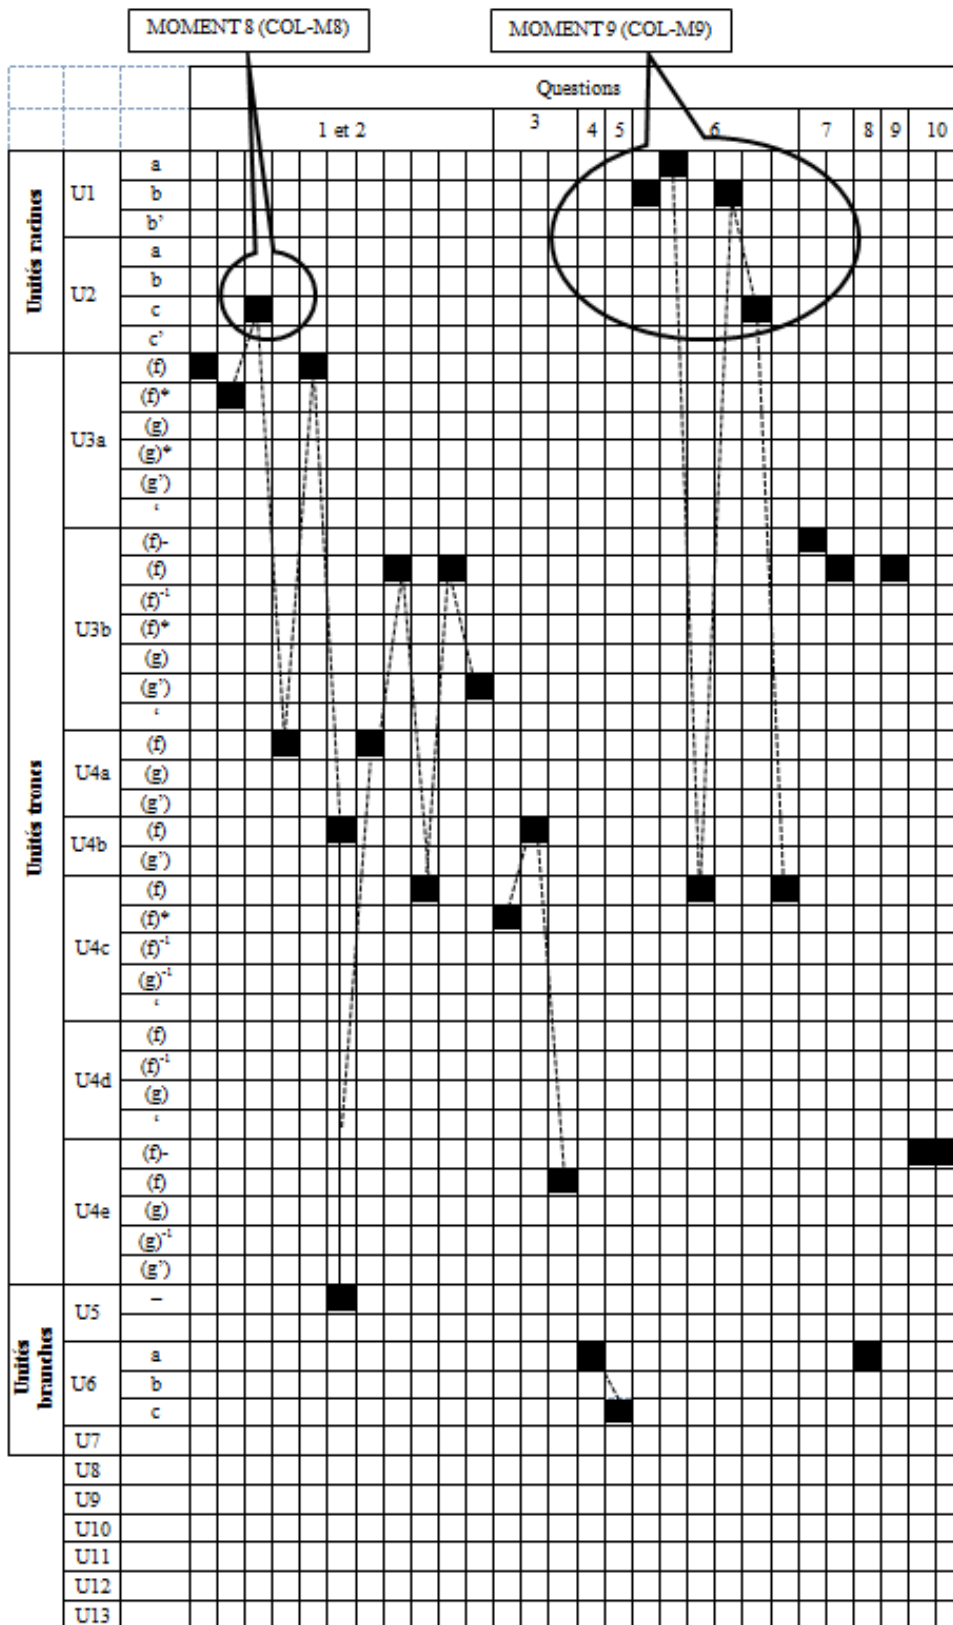 MOMENT 8 (COL-M8)
MOMENT 9 (COL-M9)
Questions
1 et 2
3
4
5
6
7
8
9
10
Unités racines
U1
a
b
b’
U2
a
b
c
c’
Unités troncs
U3a
(f)
(f)*
(g)
(g)*
(g’)
‘
U3b
(f)-
(f)
(f)⁻¹
(f)*
(g)
(g’)
‘
U4a
(f)
(g)
(g’)
U4b
(f)
(g’)
U4c
(f)
(f)*
(f)⁻¹
(g)⁻¹
‘
U4d
(f)
(f)⁻¹
(g)
‘
U4e
(f)-
(f)
(g)
(g)⁻¹
(g’)
Unités
branches
U5
–
U6
a
b
c
U7
U8
U9
U10
U11
U12
U13